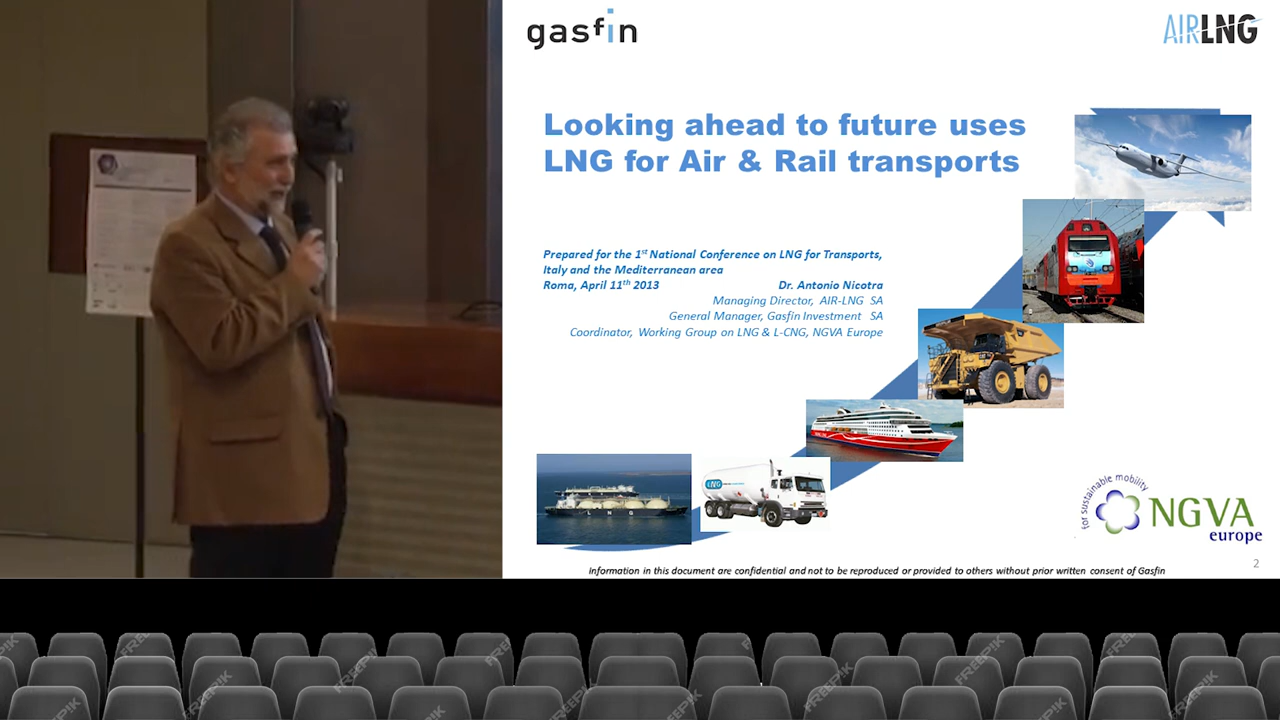 gasfin
AIRLNG
Looking ahead to future uses
LNG for Air & Rail transports
Prepared for the 1st National Conference on LNG for Transports,
Italy and the Mediterranean area
Roma, April 11th 2013 Dr. Antonio Nicotra
Managing Director, AIR-LNG SA
General Manager, Gasfin Investment SA
Coordinator, Working Group on LNG & L-CNG, NGVA Europe
LNG
L N G
for sustainable mobility
NGVA
europe
Information in this document are confidential and not to be reproduced or provided to others without prior written consent of Gasfin
2
FREEPIK